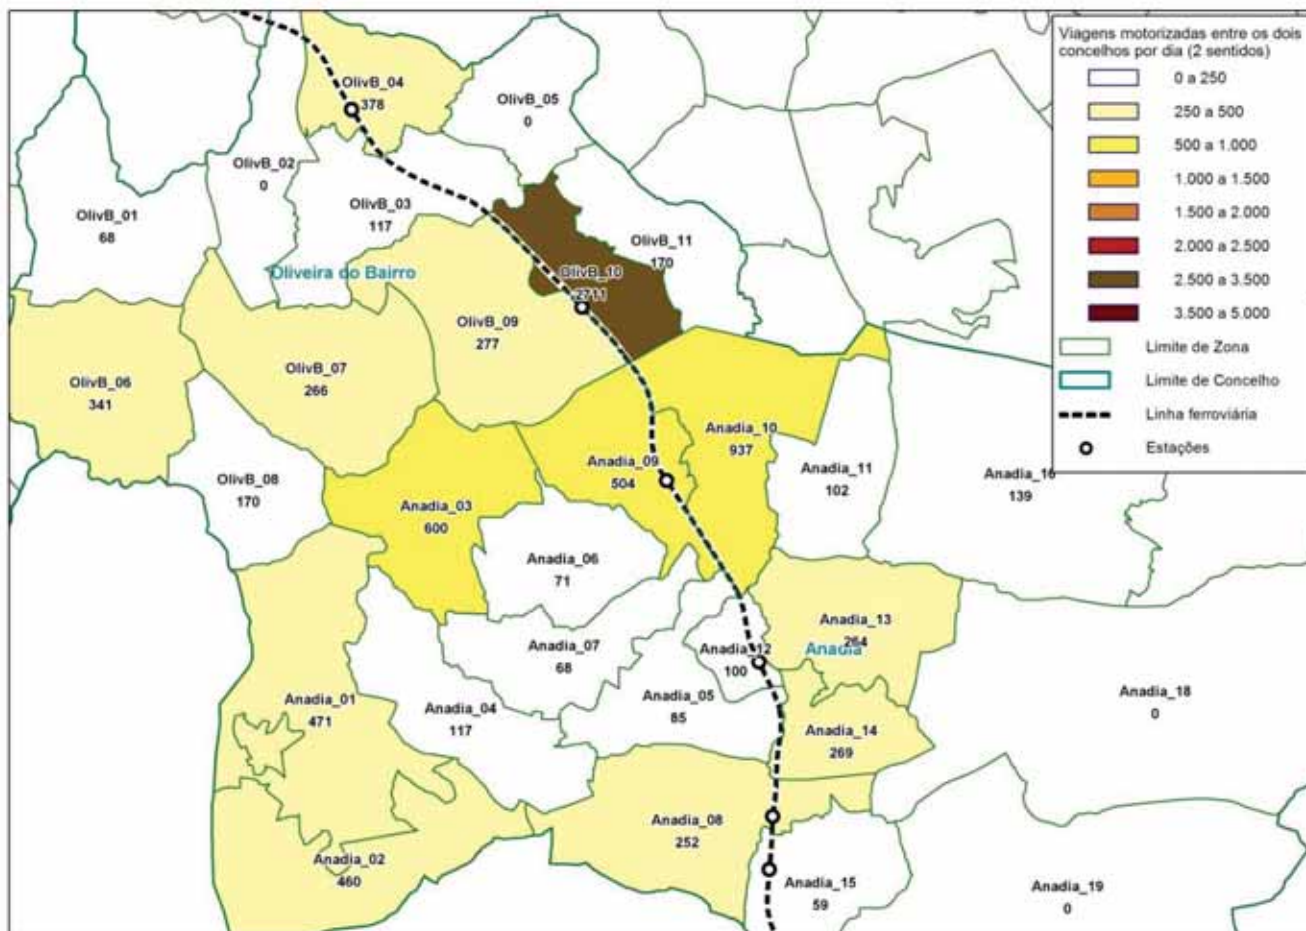 Viagens motorizadas entre os dois
concelhos por dia (2 sentidos)
0 a 250
250 a 500
500 a 1.000
1.000 a 1.500
1.500 a 2.000
2.000 a 2.500
2.500 a 3.500
3.500 a 5.000
Limite de Zona
Limite de Concelho
Linha ferroviária
Estações
OlivB_04
378
OlivB_05
0
OlivB_02
0
OlivB_01
68
OlivB_03
117
OlivB_11
170
Oliveira do Bairro
OlivB_10
2711
OlivB_09
277
OlivB_07
266
OlivB_06
341
OlivB_08
170
Anadia_10
937
Anadia_09
504
Anadia_11
102
Anadia_16
139
Anadia_03
600
Anadia_06
71
Anadia_13
264
Anadia
Anadia_07
68
Anadia_12
100
Anadia_05
85
Anadia_18
0
Anadia_01
471
Anadia_04
117
Anadia_14
269
Anadia_08
252
Anadia_02
460
Anadia_15
59
Anadia_19
0